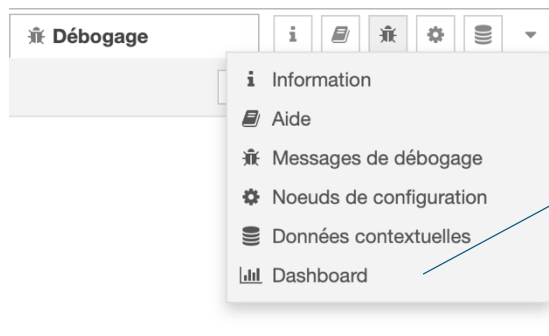 Débogage
Information
Aide
Messages de débogage
Noeuds de configuration
Données contextuelles
Dashboard